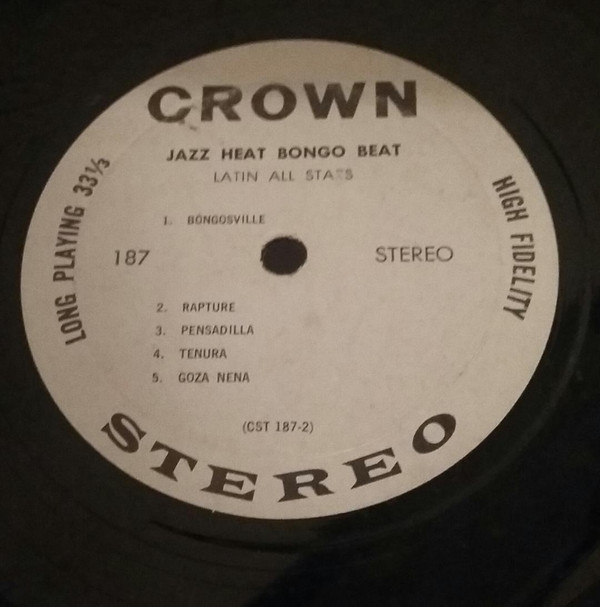 CROWN
JAZZ HEAT BONGO BEAT
LATIN ALL STARS
1. BONGOSVILLE
LONG PLAYING 33⅓
187
STEREO
HIGH FIDELITY
2. RAPTURE
3. PENSADILLA
4. TENURA
5. GOZA NENA
(CST 187-2)
STEREO